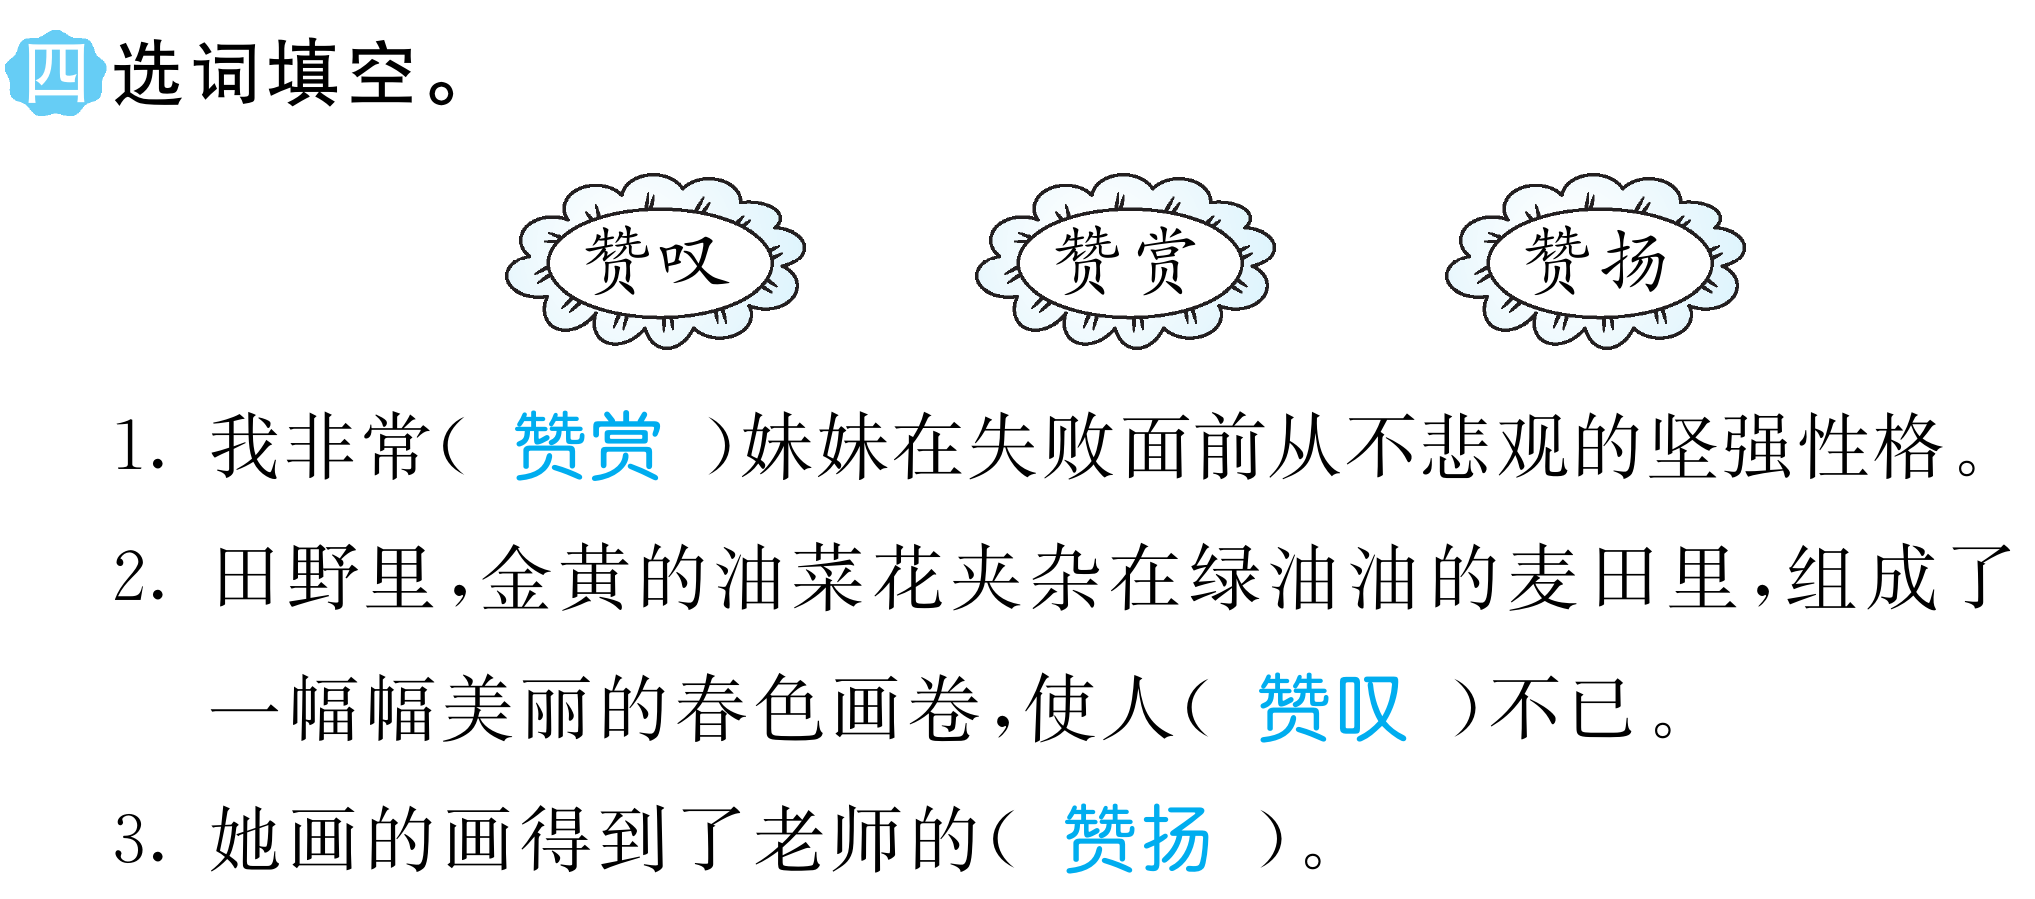 四 选词填空。
赞叹 赞赏 赞扬
1. 我非常( 赞赏 )妹妹在失败面前从不悲观的坚强性格。
2. 田野里,金黄的油菜花夹杂在绿油油的麦田里,组成了
一幅幅美丽的春色画卷,使人( 赞叹 )不已。
3. 她画的画得到了老师的( 赞扬 )。